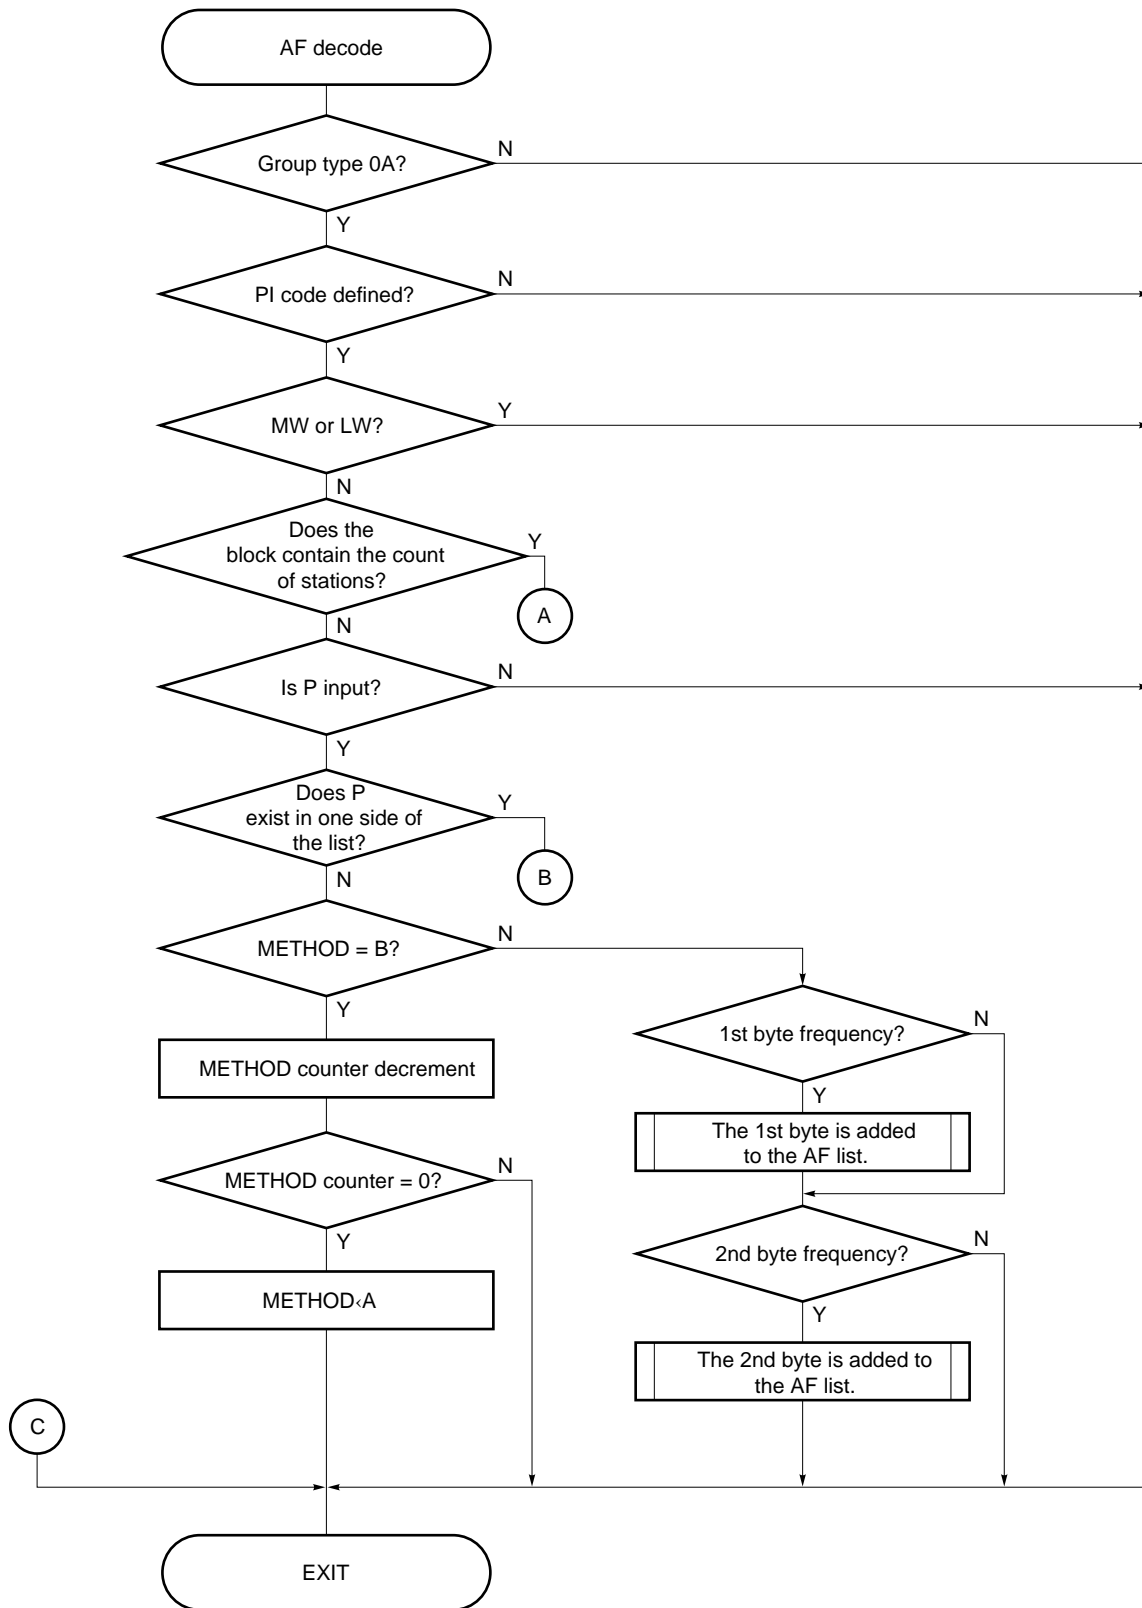 AF decode
Group type 0A?
N
Y
PI code defined?
N
Y
MW or LW?
Y
N
Does the
block contain the count
of stations?
Y
A
N
Is P input?
N
Y
Does P
exist in one side of
the list?
Y
B
N
METHOD = B?
N
Y
1st byte frequency?
N
Y
METHOD counter decrement
The 1st byte is added
to the AF list.
METHOD counter = 0?
N
Y
2nd byte frequency?
N
Y
METHOD‹A
The 2nd byte is added to
the AF list.
C
EXIT